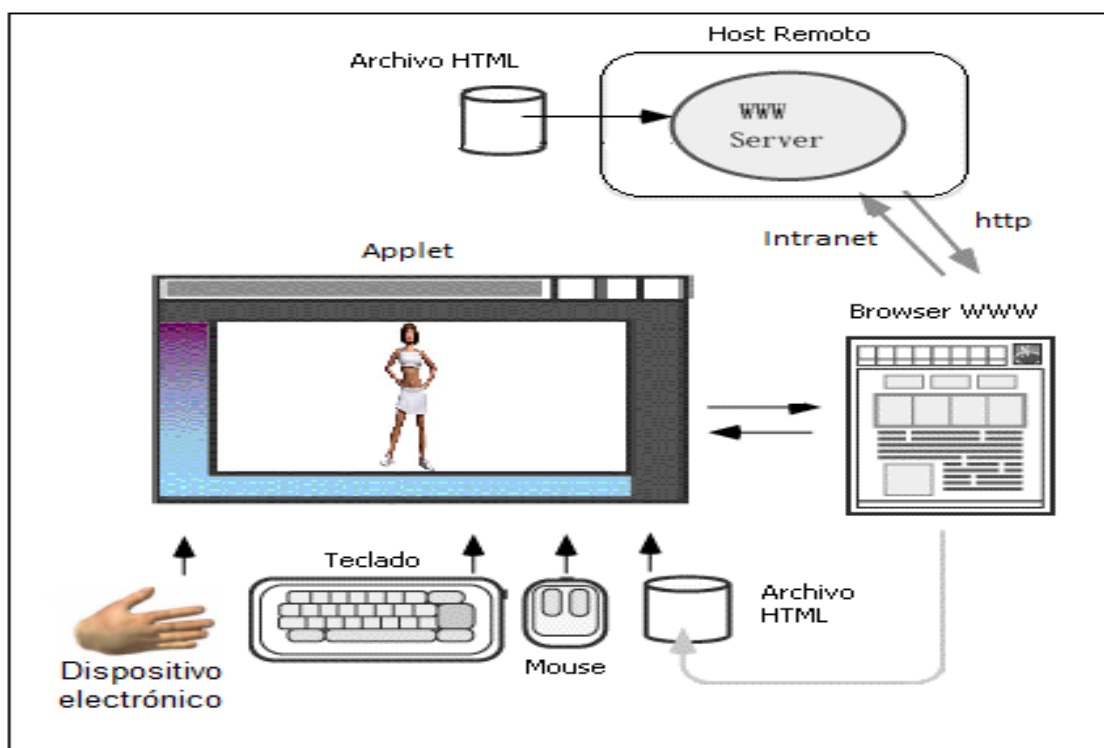 Host Remoto
Archivo HTML
WWW
Server
http
Intranet
Applet
Browser WWW
Teclado
Archivo
HTML
Mouse
Dispositivo
electrónico